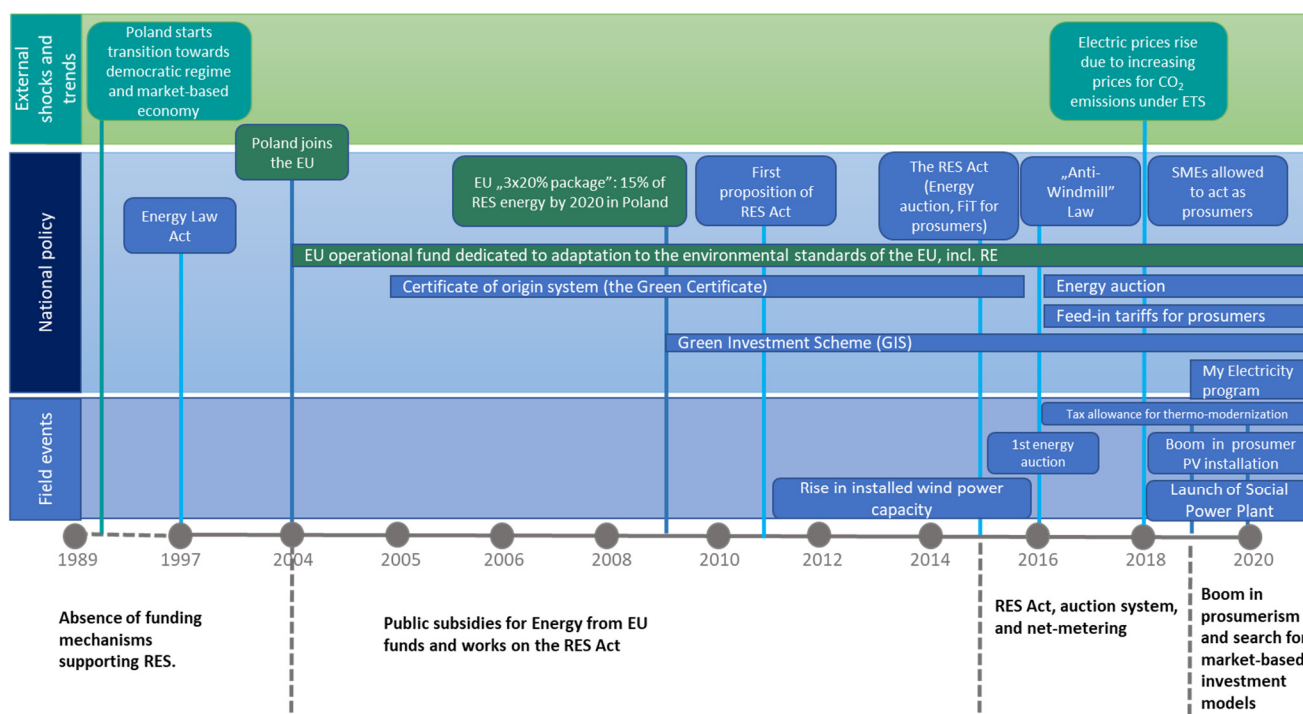 External
shocks and
trends
Poland starts
transition towards
democratic regime
and market-based
economy
Electric prices rise
due to increasing
prices for CO₂
emissions under ETS
National policy
Poland joins
the EU
EU „3x20% package”: 15% of
RES energy by 2020 in Poland
First
proposition of
RES Act
The RES Act
(Energy
auction, FiT for
prosumers)
„Anti-
Windmill”
Law
SMEs allowed
to act as
prosumers
Energy Law
Act
EU operational fund dedicated to adaptation to the environmental standards of the EU, incl. RE
Certificate of origin system (the Green Certificate)
Energy auction
Feed-in tariffs for prosumers
Green Investment Scheme (GIS)
My Electricity
program
Field events
Tax allowance for thermo-modernization
1st energy
auction
Boom in prosumer
PV installation
Rise in installed wind power
capacity
Launch of Social
Power Plant
1989 1997 2004 2005 2006 2008 2010 2012 2014 2016 2018 2020
Absence of funding
mechanisms
supporting RES.
Public subsidies for Energy from EU
funds and works on the RES Act
RES Act, auction system,
and net-metering
Boom in
prosumerism
and search for
market-based
investment
models